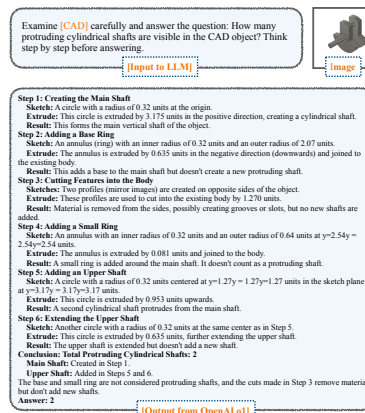 Examine [CAD] carefully and answer the question: How many
protruding cylindrical shafts are visible in the CAD object? Think
step by step before answering.
[Input to LLM]
Image
Step 1: Creating the Main Shaft
Sketch: A circle with a radius of 0.32 units at the origin.
Extrude: This circle is extruded by 3.175 units in the positive direction, creating a cylindrical shaft.
Result: This forms the main vertical shaft of the object.
Step 2: Adding a Base Ring
Sketch: An annulus (ring) with an inner radius of 0.32 units and an outer radius of 2.07 units.
Extrude: The annulus is extruded by 0.635 units in the negative direction (downwards) and joined to
the existing body.
Result: This adds a base to the main shaft but doesn't create a new protruding shaft.
Step 3: Cutting Features into the Body
Sketches: Two profiles (mirror images) are created on opposite sides of the object.
Extrude: These profiles are used to cut into the existing body by 1.270 units.
Result: Material is removed from the sides, possibly creating grooves or slots, but no new shafts are
added.
Step 4: Adding a Small Ring
Sketch: An annulus with an inner radius of 0.32 units and an outer radius of 0.64 units at y=2.54y =
2.54y=2.54 units.
Extrude: The annulus is extruded by 0.081 units and joined to the body.
Result: A small ring is added around the main shaft. It doesn't count as a protruding shaft.
Step 5: Adding an Upper Shaft
Sketch: A circle with a radius of 0.32 units centered at y=1.27y = 1.27y=1.27 units in the sketch plane
at y=3.17y = 3.17y=3.17 units.
Extrude: This circle is extruded by 0.953 units upwards.
Result: A second cylindrical shaft protrudes from the main shaft.
Step 6: Extending the Upper Shaft
Sketch: Another circle with a radius of 0.32 units at the same center as in Step 5.
Extrude: This circle is extruded by 0.635 units, further extending the upper shaft.
Result: The upper shaft is extended but doesn't add a new shaft.
Conclusion: Total Protruding Cylindrical Shafts: 2
Main Shaft: Created in Step 1.
Upper Shaft: Added in Steps 5 and 6.
The base and small ring are not considered protruding shafts, and the cuts made in Step 3 remove material
but don't add new shafts.
Answer: 2
[Output from OpenAI o1]